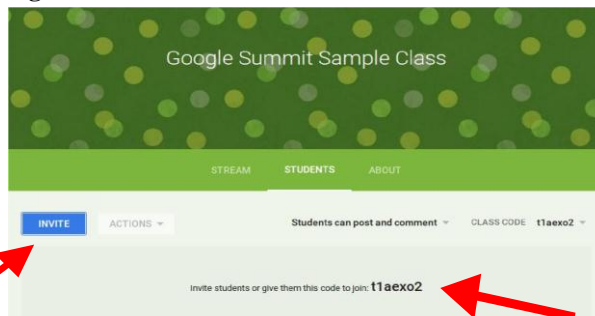 Google Summit Sample Class
STREAM STUDENTS ABOUT
INVITE ACTIONS Students can post and comment CLASS CODE t1aexo2
Invite students or give them this code to join: t1aexo2